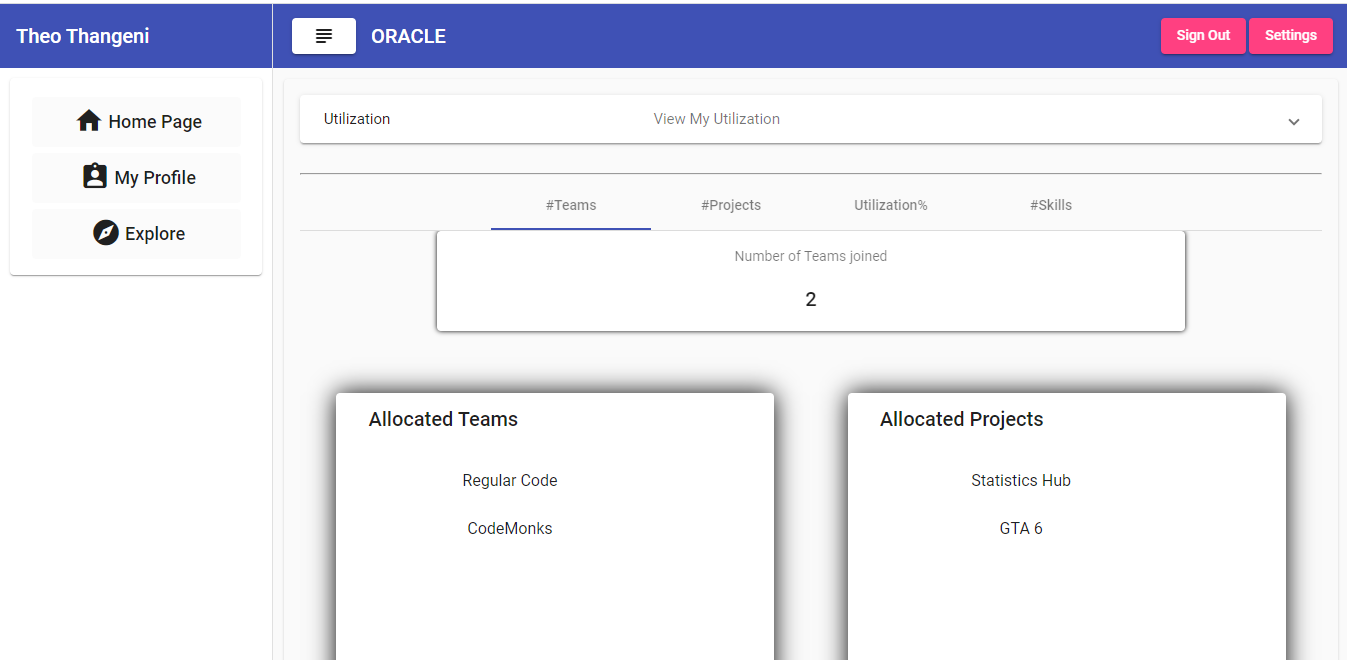 Theo Thangeni
ORACLE
Sign Out
Settings
Home Page
My Profile
Explore
Utilization
View My Utilization
#Teams
#Projects
Utilization%
#Skills
Number of Teams joined
2
Allocated Teams
Regular Code
CodeMonks
Allocated Projects
Statistics Hub
GTA 6